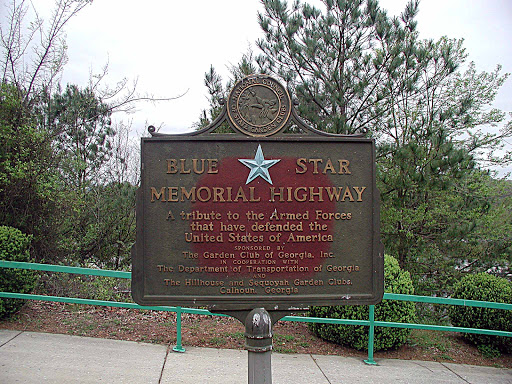 BLUE STAR
MEMORIAL HIGHWAY
A tribute to the Armed Forces
that have defended the
United States of America
SPONSORED BY
The Garden Club of Georgia, Inc.
IN COOPERATION WITH
The Department of Transportation of Georgia
AND
The Hillhouse and Sequoyah Garden Clubs.
Calhoun, Georgia